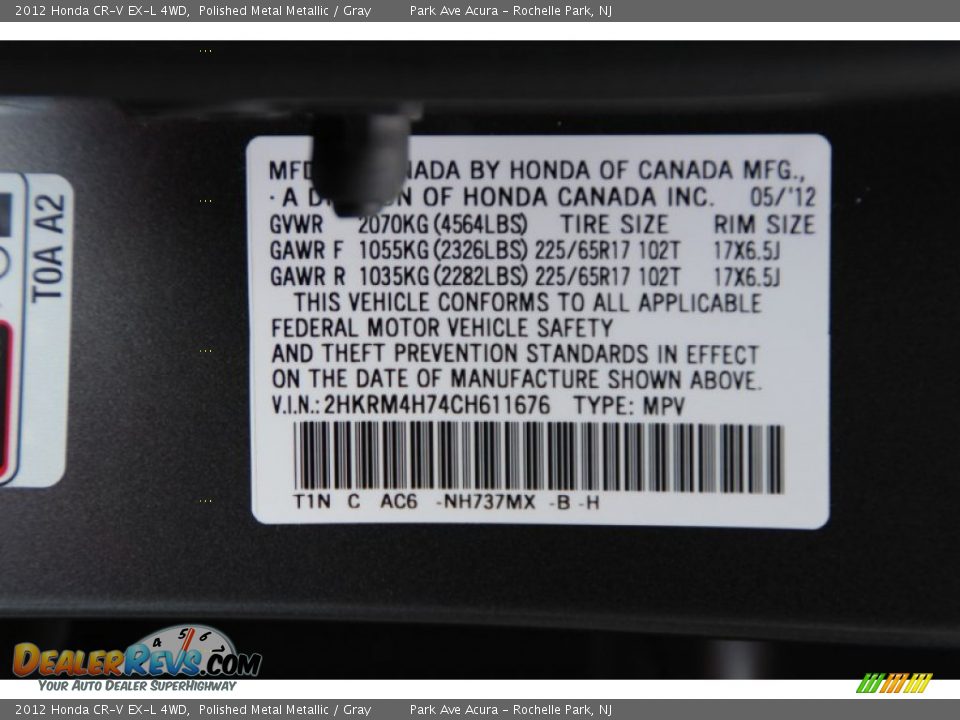 2012 Honda CR-V EX-L 4WD, Polished Metal Metallic / Gray Park Ave Acura - Rochelle Park, NJ
BY HONDA OF CANADA MFG.,
A OF HONDA CANADA INC. 05/'12
GVWR 2070KG (4564LBS) TIRE SIZE RIM SIZE
GAWR F 1055KG (2326LBS) 225/65R17 102T 17X6.5J
GAWR R 1035KG (2282LBS) 225/65R17 102T 17X6.5J
THIS VEHICLE CONFORMS TO ALL APPLICABLE
FEDERAL MOTOR VEHICLE SAFETY
AND THEFT PREVENTION STANDARDS IN EFFECT
ON THE DATE OF MANUFACTURE SHOWN ABOVE.
V.I.N.: 2HKRM4H74CH611676 TYPE: MPV
T1N C AC6 -NH737MX -B -H
T0A A2
4 5 6
DEALERREVS.COM
YOUR AUTO DEALER SUPERHIGHWAY
2012 Honda CR-V EX-L 4WD, Polished Metal Metallic / Gray Park Ave Acura - Rochelle Park, NJ